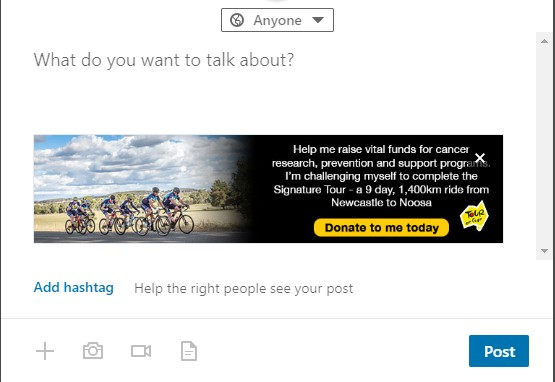 Anyone
What do you want to talk about?
Help me raise vital funds for cancer
research, prevention and support programs.
I'm challenging myself to complete the
Signature Tour - a 9 day, 1,400km ride from
Newcastle to Noosa
Donate to me today
TOUR
Add hashtag Help the right people see your post
Post